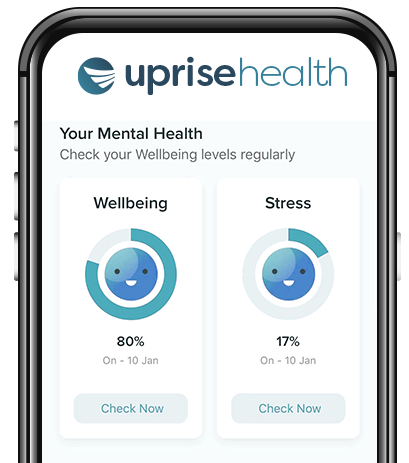 uprisehealth
Your Mental Health
Check your Wellbeing levels regularly
Wellbeing
Stress
80%
17%
On - 10 Jan
On - 10 Jan
Check Now
Check Now